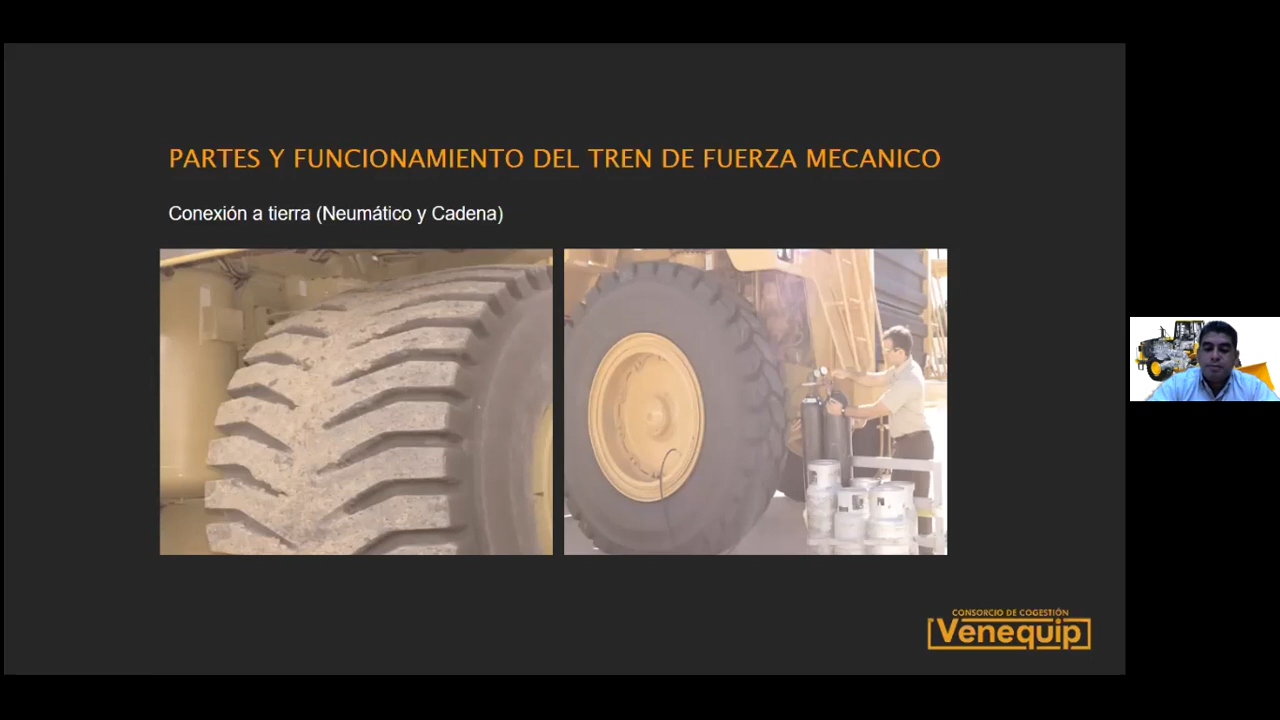 PARTES Y FUNCIONAMIENTO DEL TREN DE FUERZA MECANICO
Conexión a tierra (Neumático y Cadena)
CONSORCIO DE COGESTIÓN
Venequip